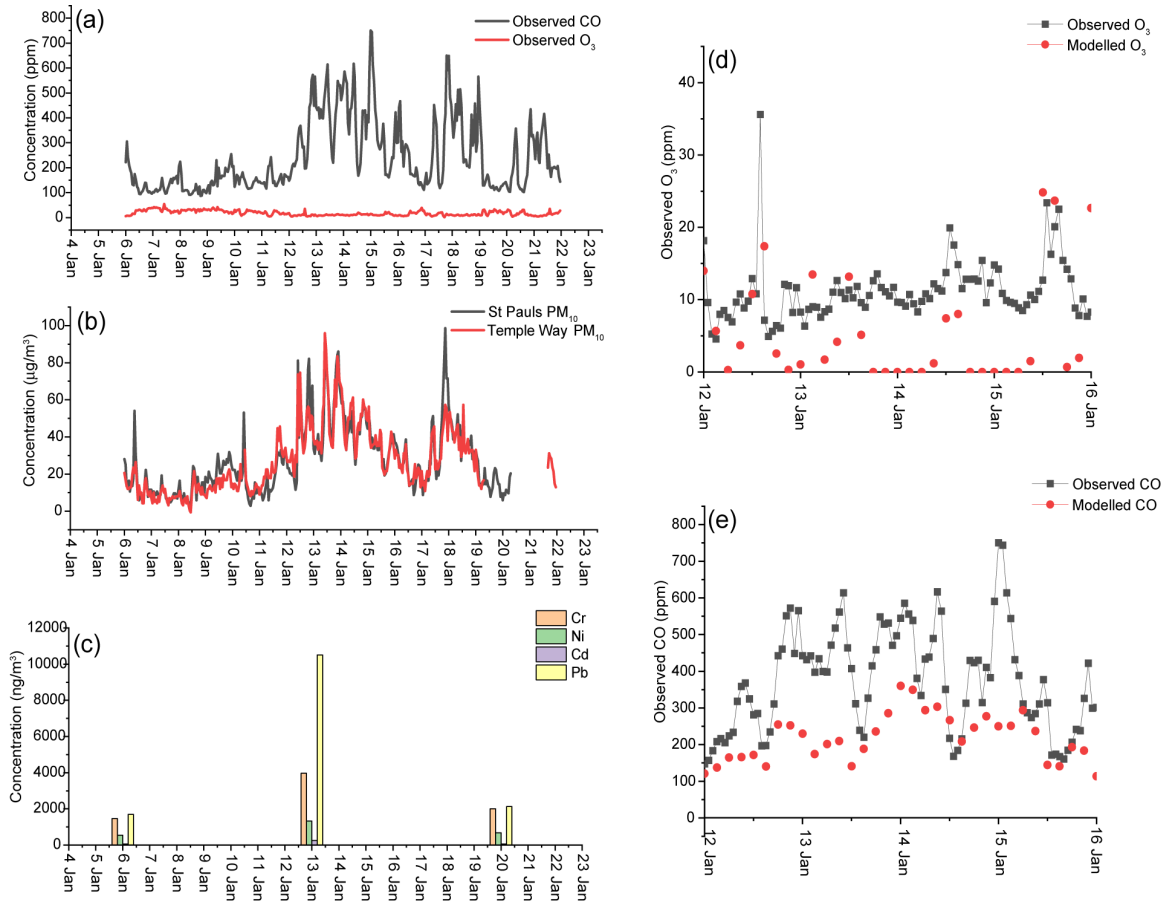 (a)
Observed CO
Observed O₃
Concentration (ppm)
800
700
600
500
400
300
200
100
0
4 Jan
5 Jan
6 Jan
7 Jan
8 Jan
9 Jan
10 Jan
11 Jan
12 Jan
13 Jan
14 Jan
15 Jan
16 Jan
17 Jan
18 Jan
19 Jan
20 Jan
21 Jan
22 Jan
23 Jan
(b)
St Pauls PM₁₀
Temple Way PM₁₀
Concentration (µg/m³)
100
80
60
40
20
0
4 Jan
5 Jan
6 Jan
7 Jan
8 Jan
9 Jan
10 Jan
11 Jan
12 Jan
13 Jan
14 Jan
15 Jan
16 Jan
17 Jan
18 Jan
19 Jan
20 Jan
21 Jan
22 Jan
23 Jan
(c)
Cr
Ni
Cd
Pb
Concentration (ng/m³)
12000
10000
8000
6000
4000
2000
0
4 Jan
5 Jan
6 Jan
7 Jan
8 Jan
9 Jan
10 Jan
11 Jan
12 Jan
13 Jan
14 Jan
15 Jan
16 Jan
17 Jan
18 Jan
19 Jan
20 Jan
21 Jan
22 Jan
23 Jan
(d)
Observed O₃
Modelled O₃
Observed O₃ (ppm)
40
30
20
10
0
12 Jan
13 Jan
14 Jan
15 Jan
16 Jan
(e)
Observed CO
Modelled CO
Observed CO (ppm)
800
700
600
500
400
300
200
100
0
12 Jan
13 Jan
14 Jan
15 Jan
16 Jan